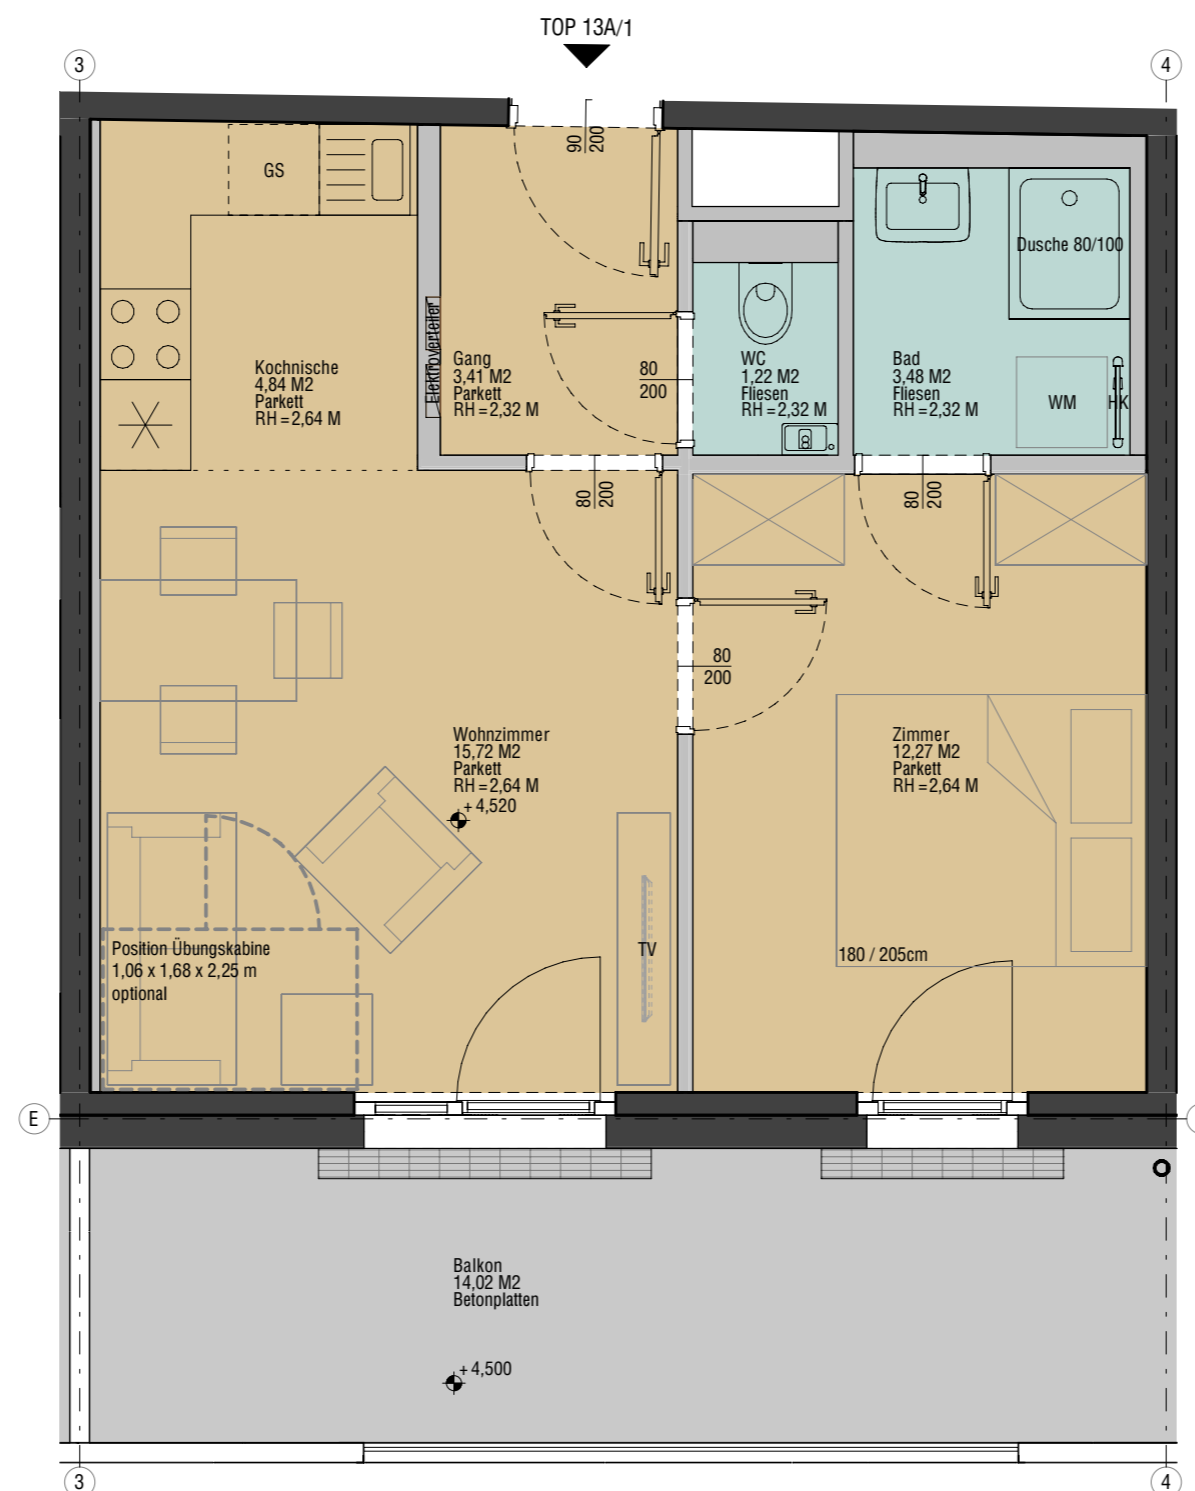 TOP 13A/1
3
4
90
200
GS
Dusche 80/100
Elektroverteiler
Kochnische
4,84 M2
Parkett
RH=2,64 M
Gang
3,41 M2
Parkett
RH=2,32 M
80
200
WC
1,22 M2
Fliesen
RH=2,32 M
Bad
3,48 M2
Fliesen
RH=2,32 M
WM
HK
80
200
80
200
80
200
Wohnzimmer
15,72 M2
Parkett
RH=2,64 M
+4,520
Zimmer
12,27 M2
Parkett
RH=2,64 M
Position Übungskabine
1,06 x 1,68 x 2,25 m
optional
TV
180 / 205cm
E
Balkon
14,02 M2
Betonplatten
+4,500
3
4